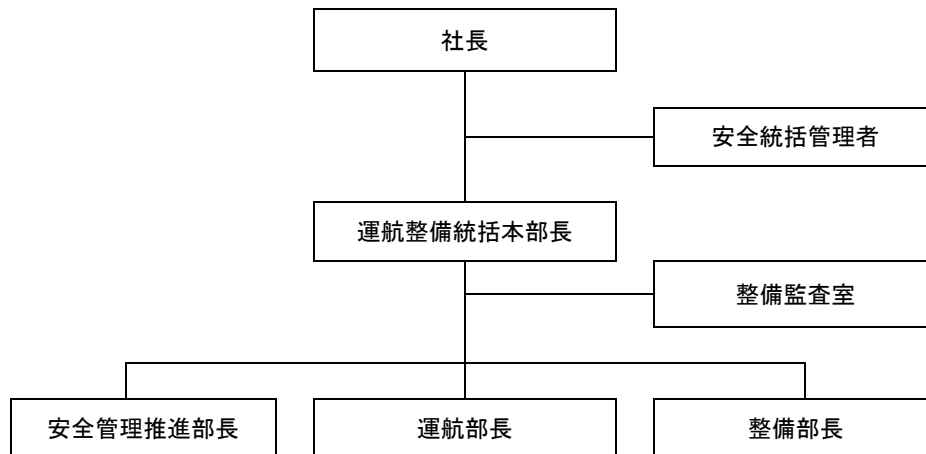 社長
安全統括管理者
運航整備統括本部長
整備監査室
安全管理推進部長
運航部長
整備部長